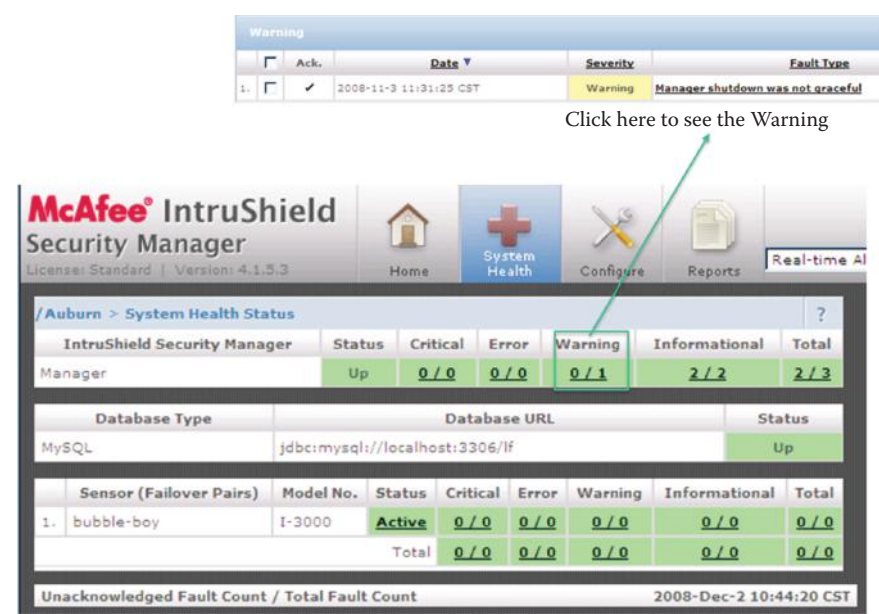 Warning
Ack. Date Severity Fault Type
1. ✔ 2008-11-3 11:31:25 CST Warning Manager shutdown was not graceful
Click here to see the Warning
McAfee® IntruShield
Security Manager
License: Standard | Version: 4.1.5.3
Home
System
Health
Configure
Reports
Real-time Al
/Auburn > System Health Status ?
IntruShield Security Manager Status Critical Error Warning Informational Total
Manager Up 0 / 0 0 / 0 0 / 1 2 / 2 2 / 3
Database Type Database URL Status
MySQL jdbc:mysql://localhost:3306/lf Up
Sensor (Failover Pairs) Model No. Status Critical Error Warning Informational Total
1. bubble-boy I-3000 Active 0 / 0 0 / 0 0 / 0 0 / 0 0 / 0
Total 0 / 0 0 / 0 0 / 0 0 / 0 0 / 0
Unacknowledged Fault Count / Total Fault Count 2008-Dec-2 10:44:20 CST